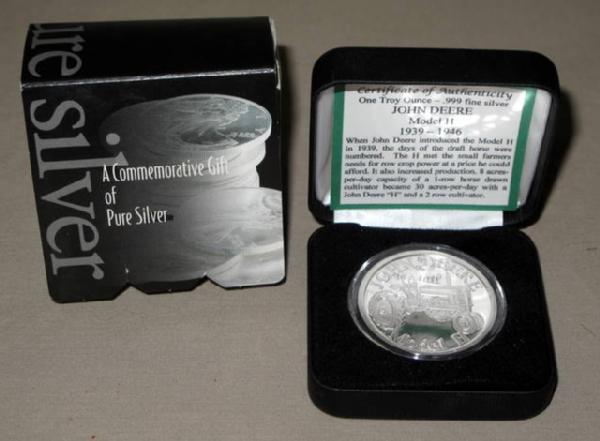 ure silver
A Commemorative Gift
of
Pure Silver
Certificate of Authenticity
One Troy Ounce - .999 fine silver
JOHN DEERE
Model H
1939 - 1946
When John Deere introduced the Model H
in 1939, the days of the draft horse were
numbered. The H met the small farmers
needs for row crop power at a price he could
afford. It also increased production. 8 acres-
per-day capacity of a 1-row horse drawn
cultivator became 30 acres-per-day with a
John Deere "H" and a 2 row cultivator.
JOHN DEERE
Model H